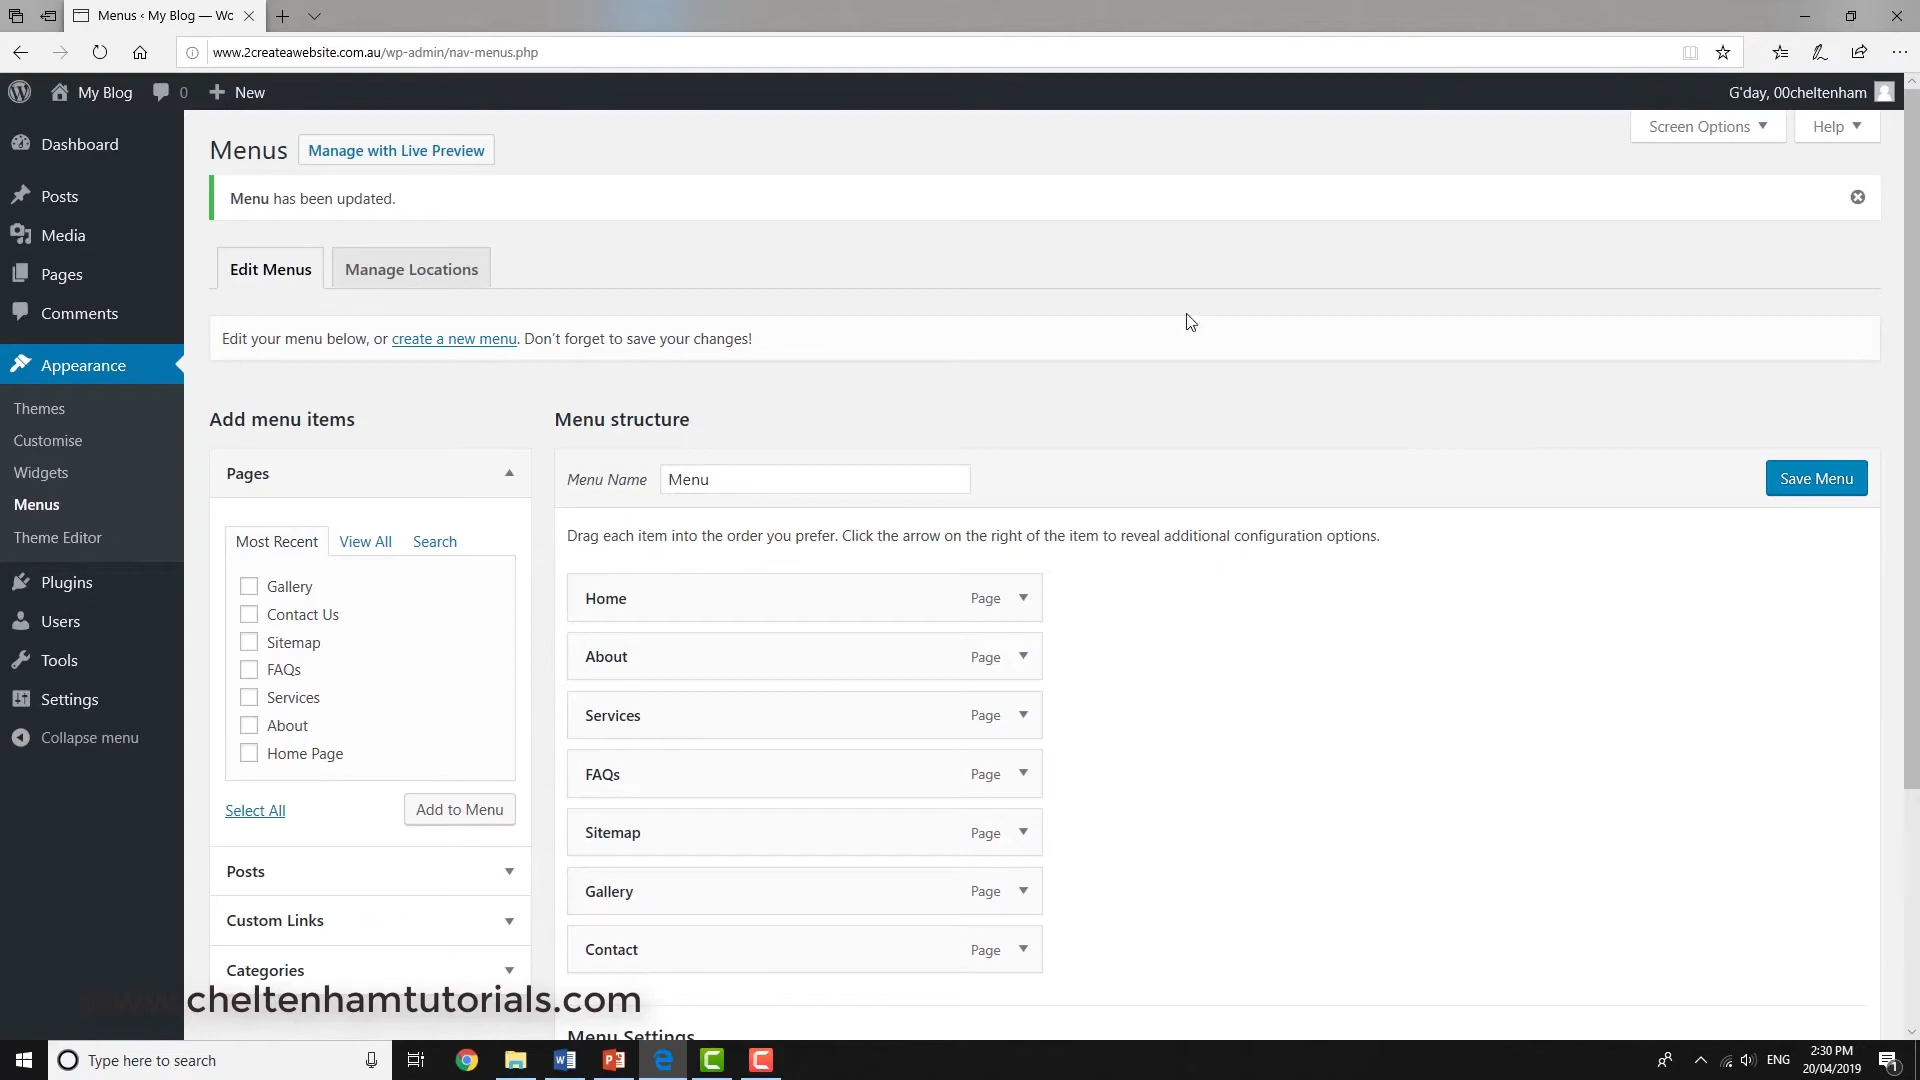 Menus ‹ My Blog — Wo
www.2createawebsite.com.au/wp-admin/nav-menus.php
My Blog
0
New
G'day, 00cheltenham
Screen Options
Help
Dashboard
Posts
Media
Pages
Comments
Appearance
Themes
Customise
Widgets
Menus
Theme Editor
Plugins
Users
Tools
Settings
Collapse menu
Menus
Manage with Live Preview
Menu has been updated.
Edit Menus
Manage Locations
Edit your menu below, or create a new menu. Don't forget to save your changes!
Add menu items
Pages
Most Recent
View All
Search
Gallery
Contact Us
Sitemap
FAQs
Services
About
Home Page
Select All
Add to Menu
Posts
Custom Links
Categories
Menu structure
Menu Name
Menu
Save Menu
Drag each item into the order you prefer. Click the arrow on the right of the item to reveal additional configuration options.
Home Page
About Page
Services Page
FAQs Page
Sitemap Page
Gallery Page
Contact Page
Menu Settings
www.cheltenhamtutorials.com
Type here to search
ENG
2:30 PM
20/04/2019
1